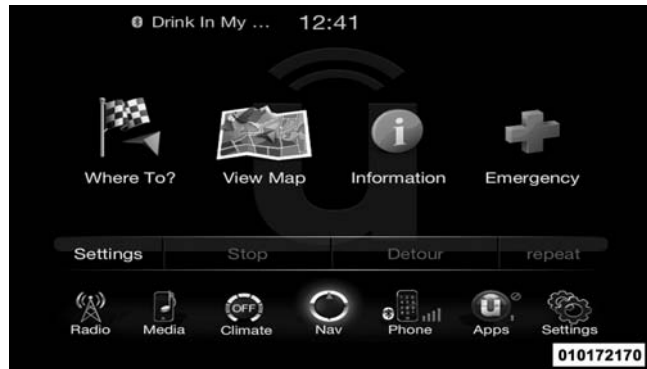 Drink In My ... 12:41
Where To? View Map Information Emergency
Settings Stop Detour repeat
OFF
Radio Media Climate Nav Phone Apps Settings
010172170